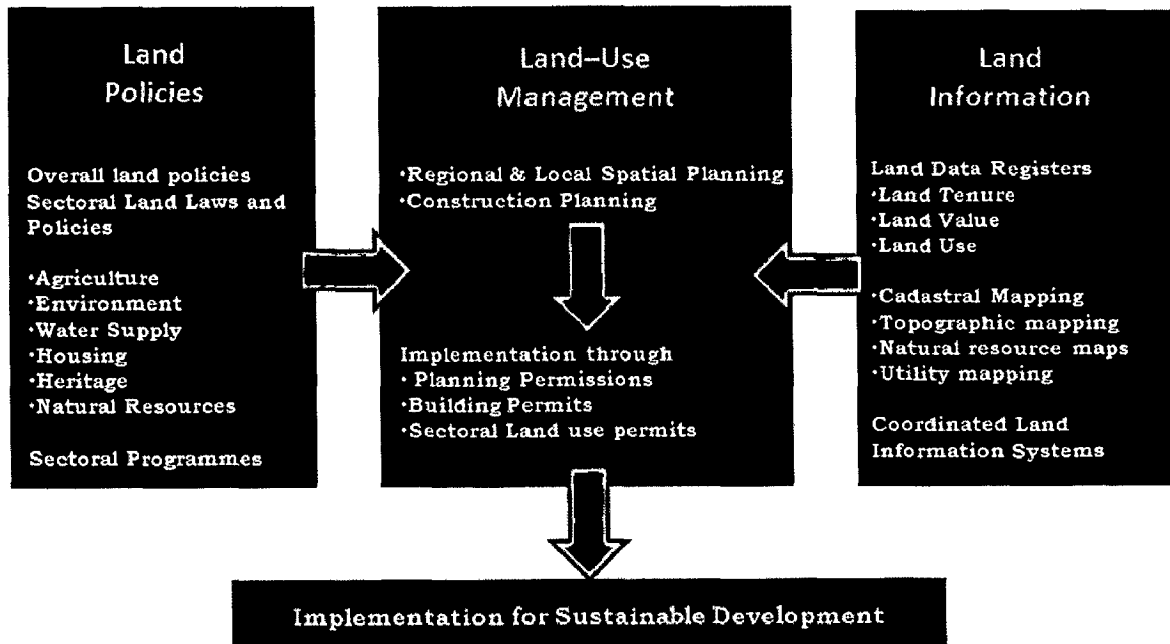 Land
Policies
Overall land policies
Sectoral Land Laws and
Policies
·Agriculture
·Environment
·Water Supply
·Housing
·Heritage
·Natural Resources
Sectoral Programmes
Land–Use
Management
·Regional & Local Spatial Planning
·Construction Planning
Implementation through
· Planning Permissions
·Building Permits
·Sectoral Land use permits
Land
Information
Land Data Registers
·Land Tenure
·Land Value
·Land Use
·Cadastral Mapping
·Topographic mapping
·Natural resource maps
·Utility mapping
Coordinated Land
Information Systems
Implementation for Sustainable Development